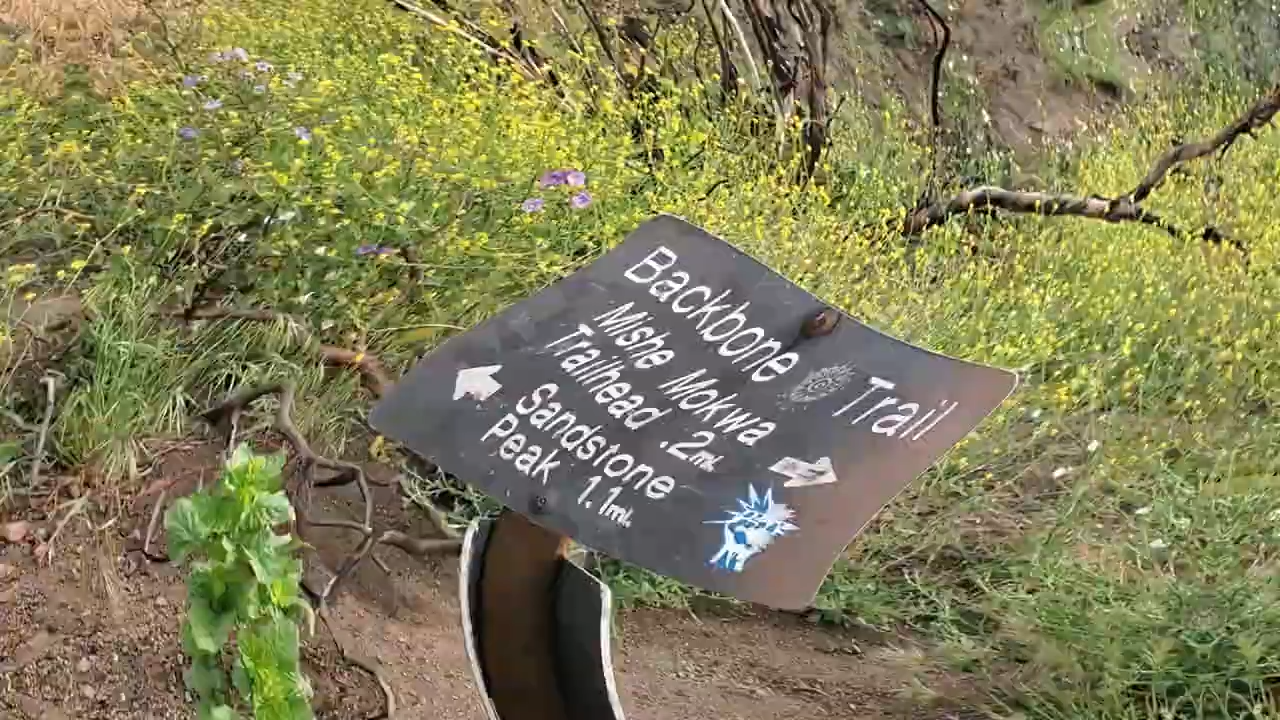 Backbone Trail
Mishe Mokwa
Trailhead .2mi.
Sandstone
Peak 1.1mi.